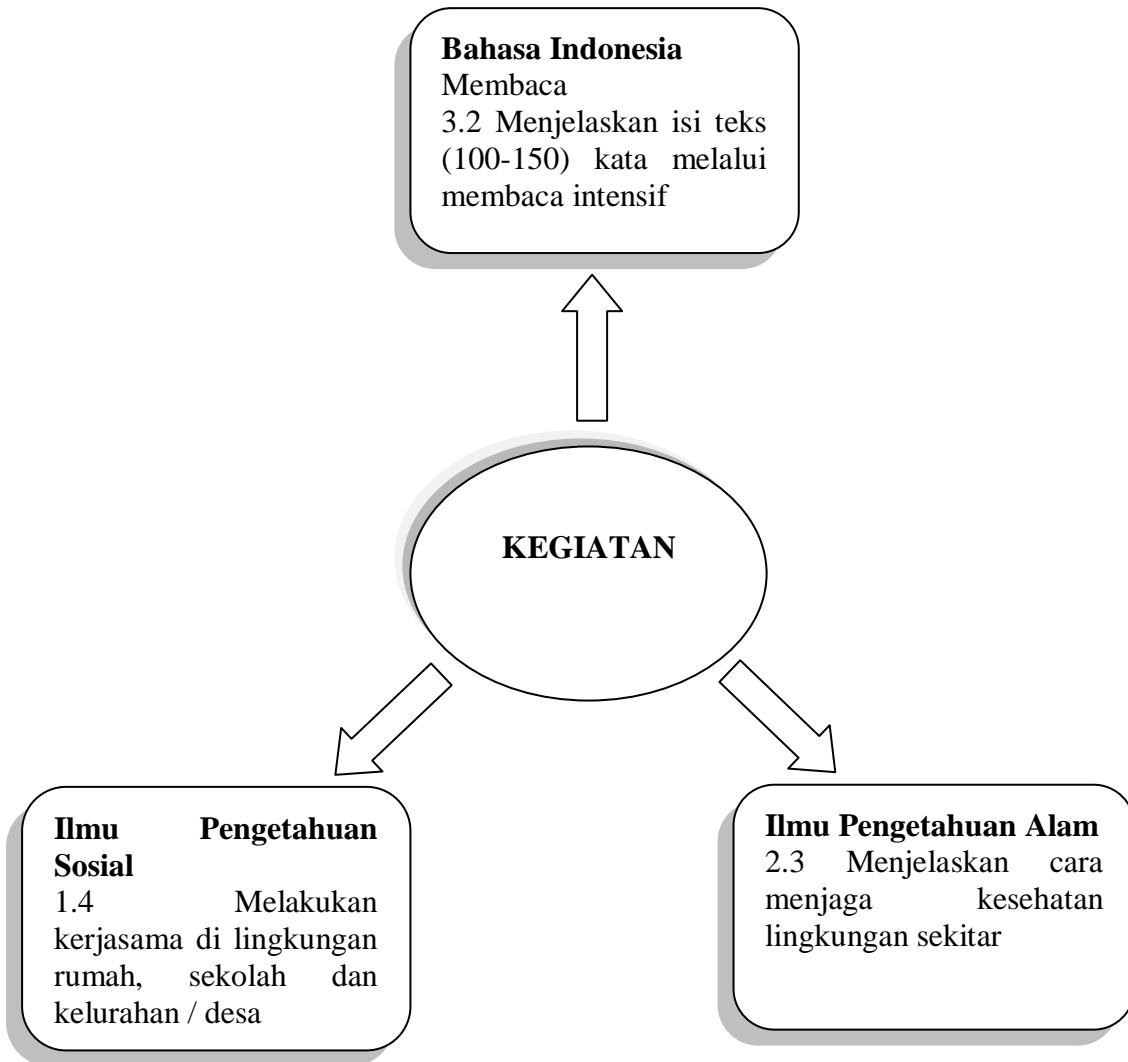 Bahasa Indonesia
Membaca
3.2 Menjelaskan isi teks
(100-150) kata melalui
membaca intensif
KEGIATAN
Ilmu Pengetahuan
Sosial
1.4 Melakukan
kerjasama di lingkungan
rumah, sekolah dan
kelurahan / desa
Ilmu Pengetahuan Alam
2.3 Menjelaskan cara
menjaga kesehatan
lingkungan sekitar